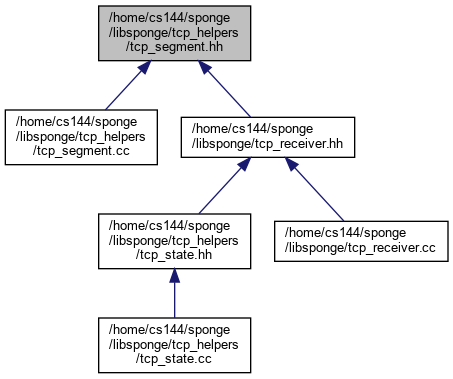 /home/cs144/sponge
/libsponge/tcp_helpers
/tcp_segment.hh
/home/cs144/sponge
/libsponge/tcp_helpers
/tcp_segment.cc
/home/cs144/sponge
/libsponge/tcp_receiver.hh
/home/cs144/sponge
/libsponge/tcp_helpers
/tcp_state.hh
/home/cs144/sponge
/libsponge/tcp_receiver.cc
/home/cs144/sponge
/libsponge/tcp_helpers
/tcp_state.cc